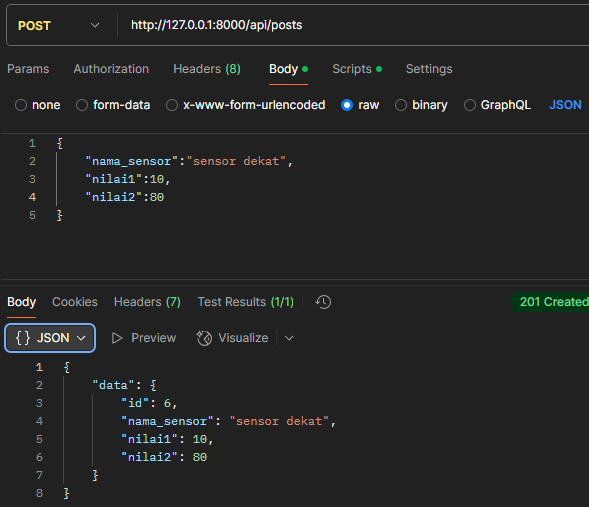 POST http://127.0.0.1:8000/api/posts
Params Authorization Headers (8) Body Scripts Settings
none form-data x-www-form-urlencoded raw binary GraphQL JSON
1 {
2 "nama_sensor":"sensor dekat",
3 "nilai1":10,
4 "nilai2":80
5 }
Body Cookies Headers (7) Test Results (1/1) 201 Created
{} JSON Preview Visualize
1 {
2 "data": {
3 "id": 6,
4 "nama_sensor": "sensor dekat",
5 "nilai1": 10,
6 "nilai2": 80
7 }
8 }